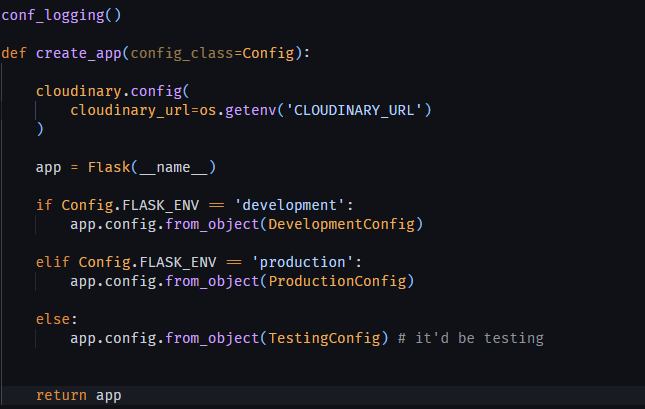 conf_logging()
def create_app(config_class=Config):
cloudinary.config(
cloudinary_url=os.getenv('CLOUDINARY_URL')
)
app = Flask(__name__)
if Config.FLASK_ENV == 'development':
app.config.from_object(DevelopmentConfig)
elif Config.FLASK_ENV == 'production':
app.config.from_object(ProductionConfig)
else:
app.config.from_object(TestingConfig) # it'd be testing
return app